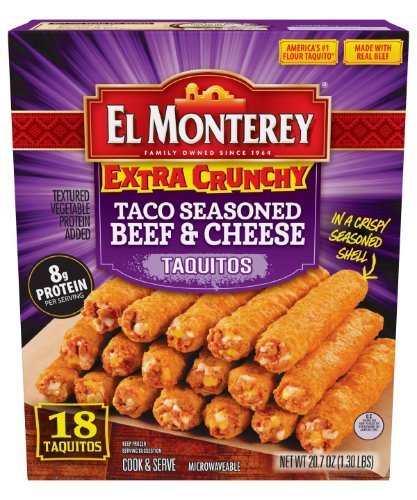 AMERICA'S #1
FLOUR TAQUITO*
MADE WITH
REAL BEEF
EL MONTEREY®
FAMILY OWNED SINCE 1964
EXTRA CRUNCHY
TACO SEASONED
BEEF & CHEESE
TAQUITOS
TEXTURED
VEGETABLE
PROTEIN
ADDED
8g
PROTEIN
PER SERVING
IN A CRISPY
SEASONED
SHELL
18
TAQUITOS
KEEP FROZEN
SERVING SUGGESTION
COOK & SERVE
MICROWAVEABLE
NET WT 20.7 OZ (1.30 LBS)